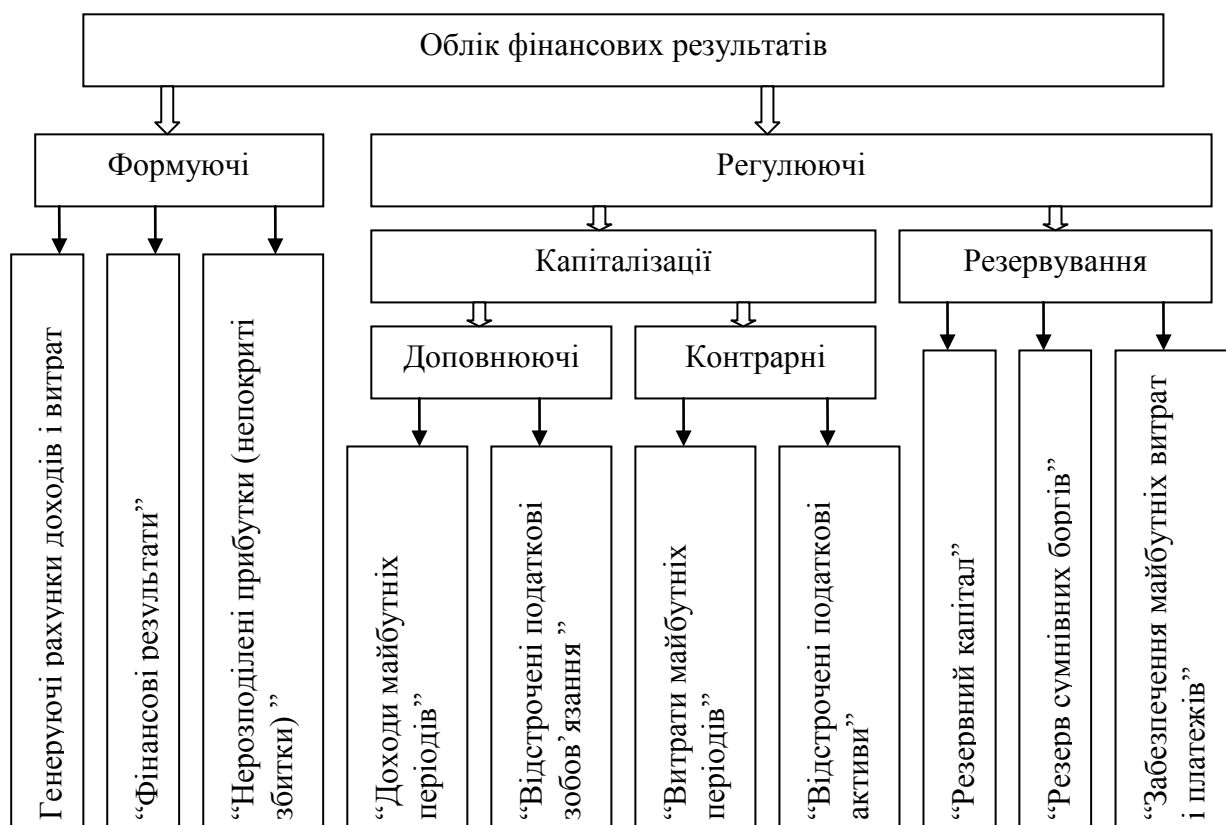 Облік фінансових результатів
Формуючі
Регулюючі
Капіталізації
Резервування
Доповнюючі
Контрарні
Генеруючі рахунки доходів і витрат
“Фінансові результати”
“Нерозподілені прибутки (непокриті
збитки)”
“Доходи майбутніх
періодів”
“Відстрочені податкові
зобов’язання ”
“Витрати майбутніх
періодів”
“Відстрочені податкові
активи”
“Резервний капітал”
“Резерв сумнівних боргів”
“Забезпечення майбутніх витрат
і платежів”